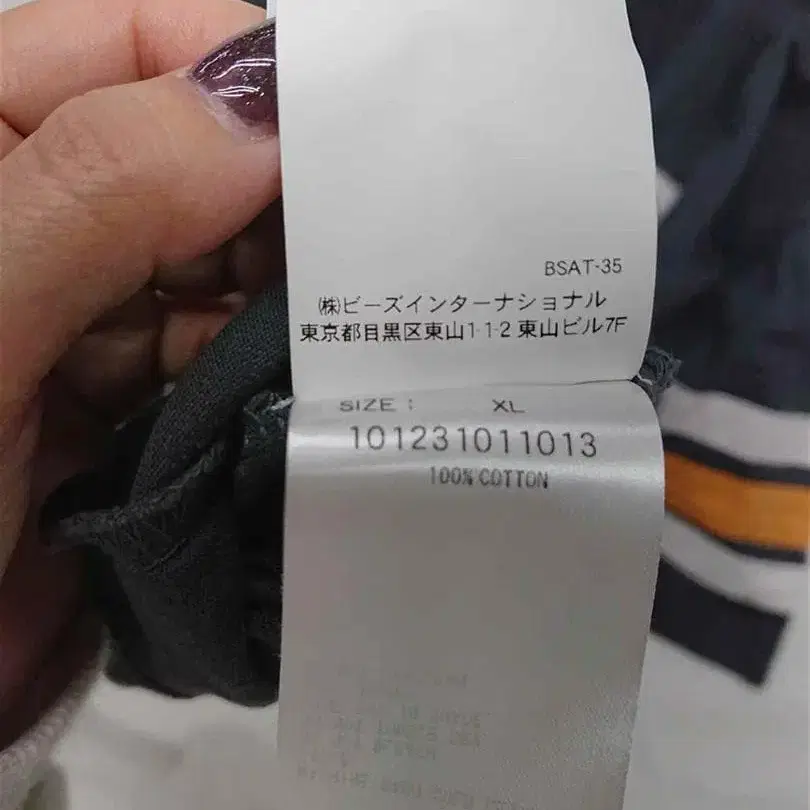 BSAT-35
㈱ビーズインターナショナル
東京都目黒区東山1-1-2 東山ビル7F
SIZE : XL
101231011013
100% COTTON